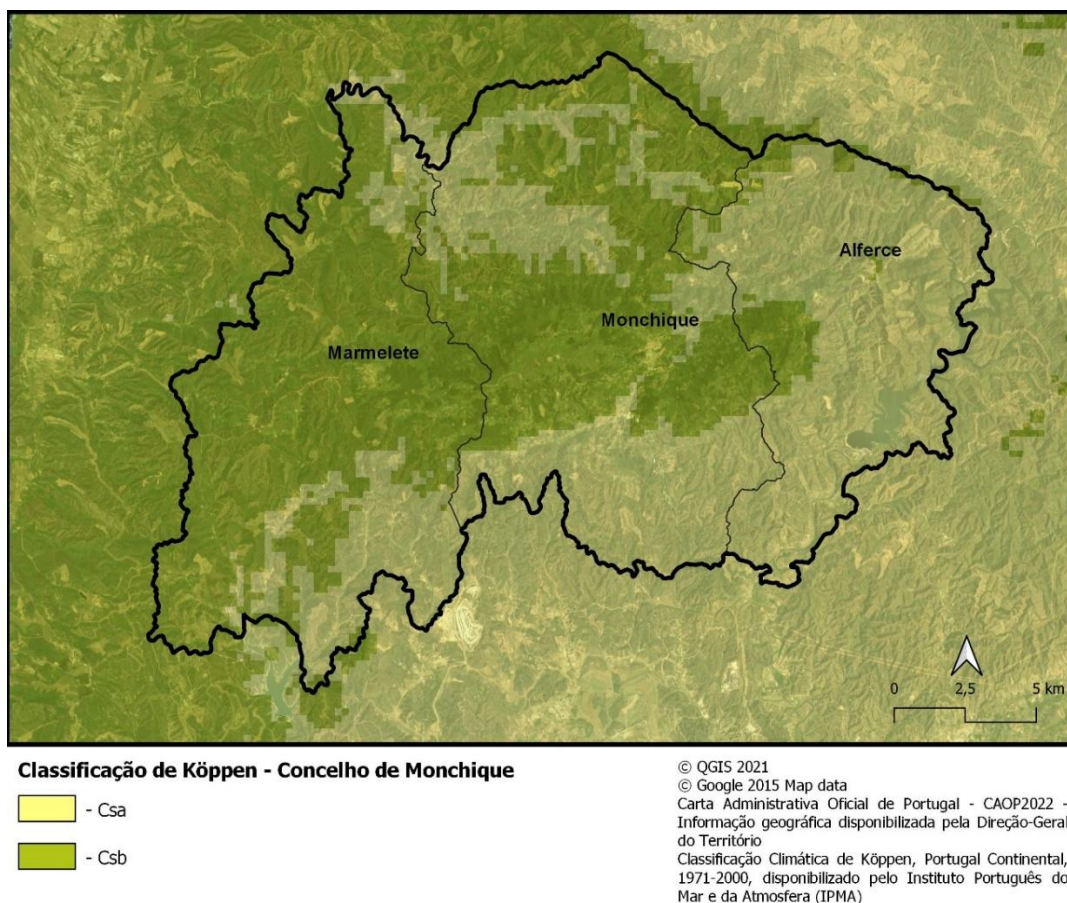 Alferce
Monchique
Marmelete
0 2,5 5 km
Classificação de Köppen - Concelho de Monchique
- Csa
- Csb
© QGIS 2021
© Google 2015 Map data
Carta Administrativa Oficial de Portugal - CAOP2022 -
Informação geográfica disponibilizada pela Direção-Geral
do Território
Classificação Climática de Köppen, Portugal Continental,
1971-2000, disponibilizado pelo Instituto Português do
Mar e da Atmosfera (IPMA)